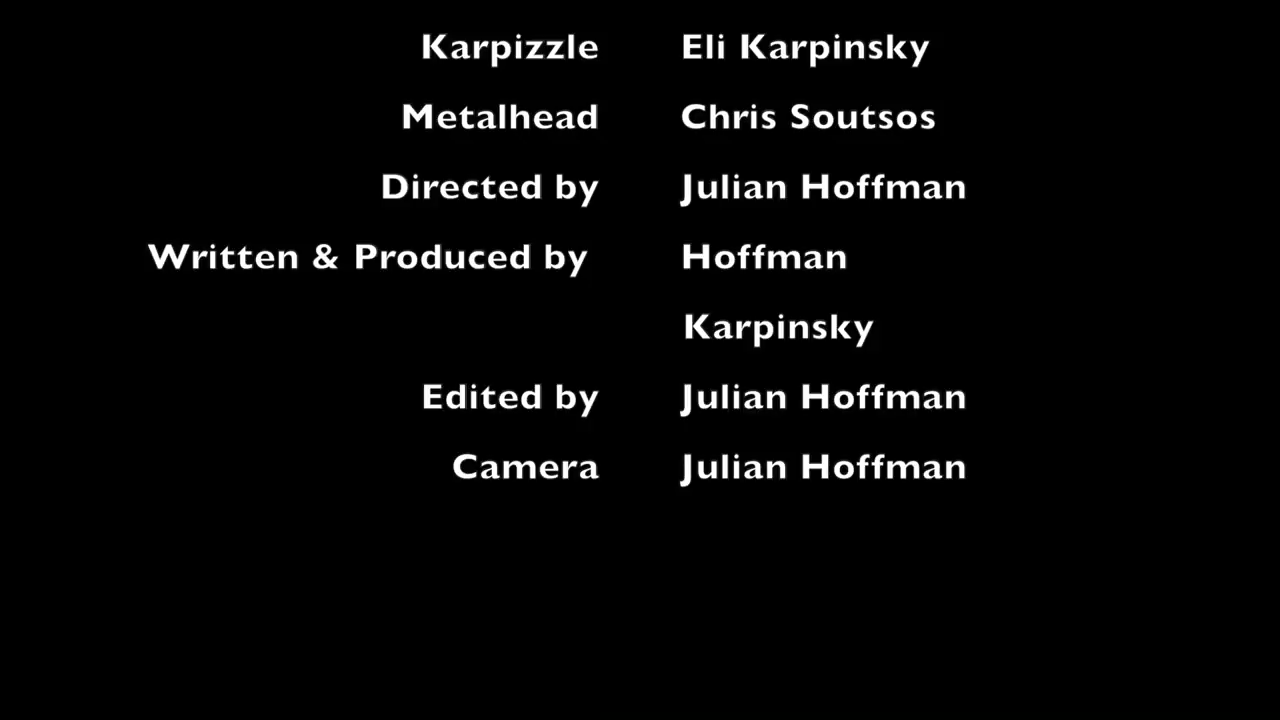 Karpizzle Eli Karpinsky
Metalhead Chris Soutsos
Directed by Julian Hoffman
Written & Produced by Hoffman
Karpinsky
Edited by Julian Hoffman
Camera Julian Hoffman